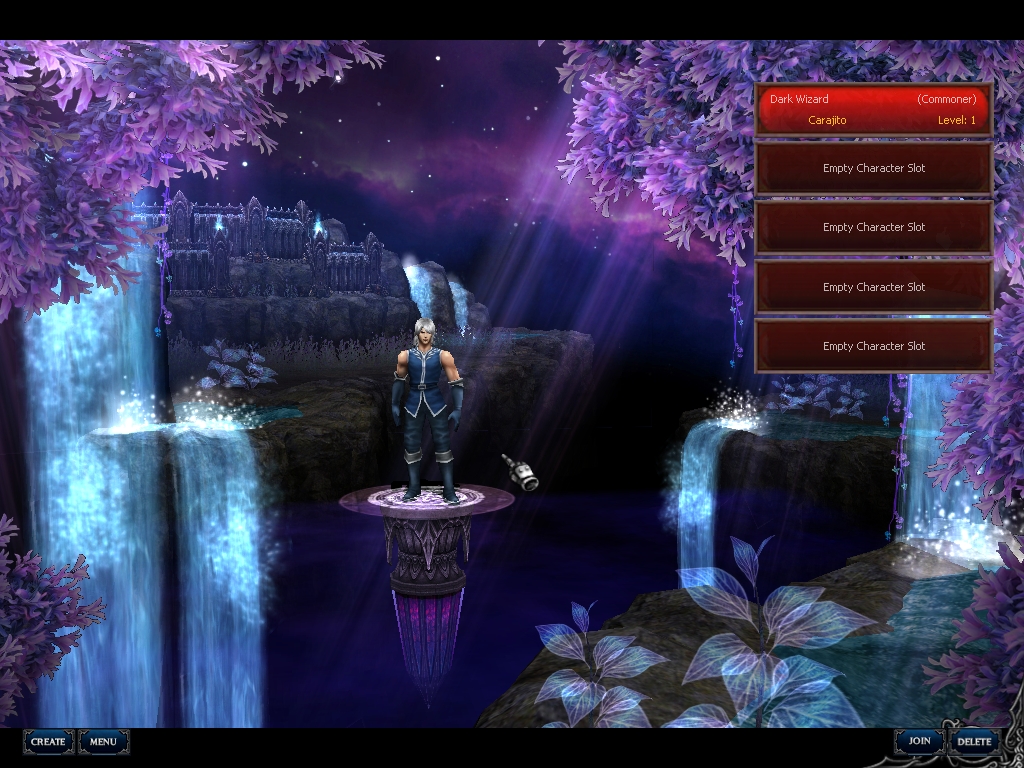 Dark Wizard (Commoner)
Carajito Level: 1
Empty Character Slot
Empty Character Slot
Empty Character Slot
Empty Character Slot
CREATE MENU JOIN DELETE